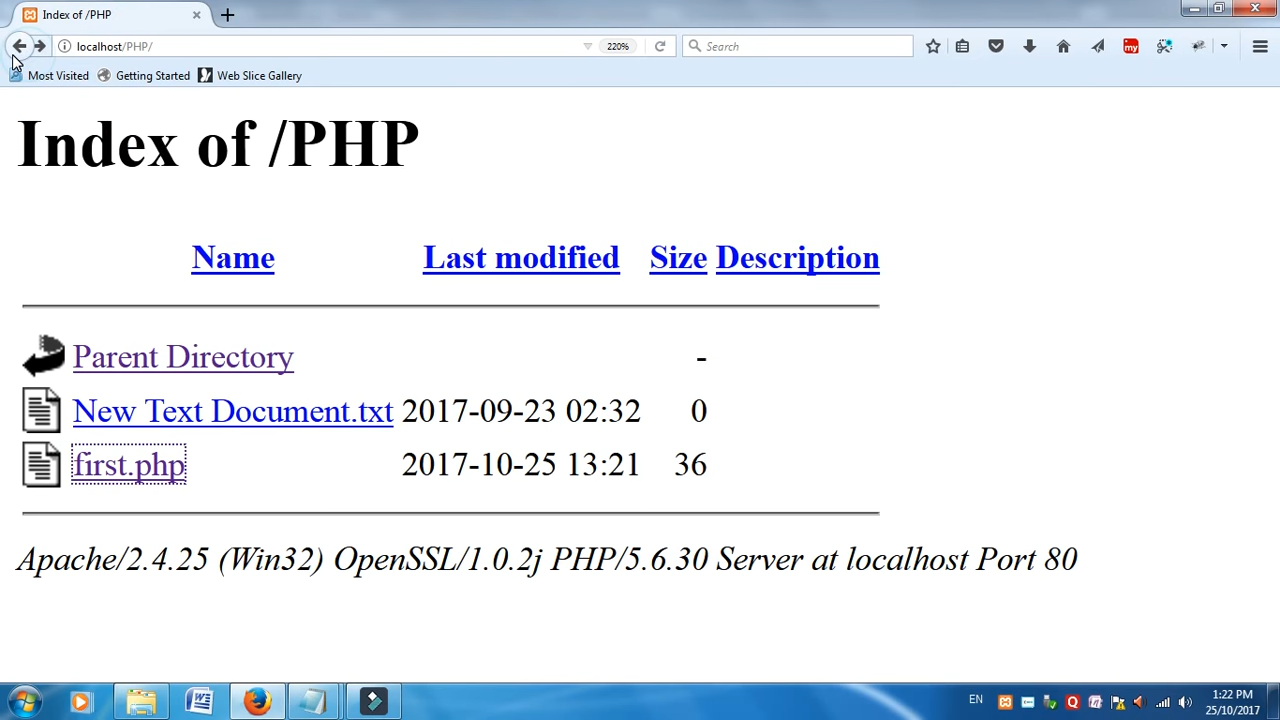 Index of /PHP
localhost/PHP/
220%
Search
my
Most Visited
Getting Started
Web Slice Gallery
Index of /PHP
Name Last modified Size Description
Parent Directory -
New Text Document.txt 2017-09-23 02:32 0
first.php 2017-10-25 13:21 36
Apache/2.4.25 (Win32) OpenSSL/1.0.2j PHP/5.6.30 Server at localhost Port 80
EN
1:22 PM
25/10/2017